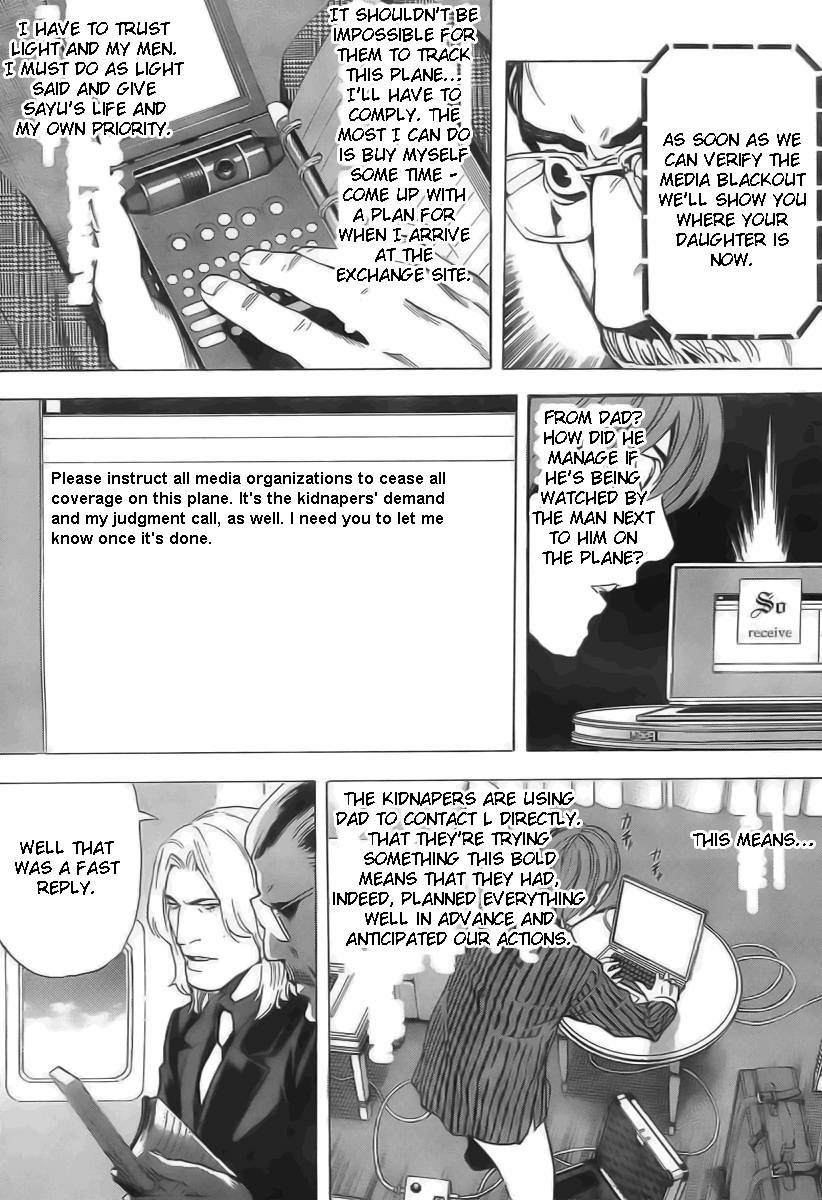 AS SOON AS WE
CAN VERIFY THE
MEDIA BLACKOUT
WE'LL SHOW YOU
WHERE YOUR
DAUGHTER IS
NOW.
IT SHOULDN'T BE
IMPOSSIBLE FOR
THEM TO TRACK
THIS PLANE...
I'LL HAVE TO
COMPLY. THE
MOST I CAN DO
IS BUY MYSELF
SOME TIME -
COME UP WITH
A PLAN FOR
WHEN I ARRIVE
AT THE
EXCHANGE SITE.
I HAVE TO TRUST
LIGHT AND MY MEN.
I MUST DO AS LIGHT
SAID AND GIVE
SAYU'S LIFE AND
MY OWN PRIORITY.
FROM DAD?
HOW DID HE
MANAGE IF
HE'S BEING
WATCHED BY
THE MAN NEXT
TO HIM ON
THE PLANE?
So
receive
Please instruct all media organizations to cease all
coverage on this plane. It's the kidnapers' demand
and my judgment call, as well. I need you to let me
know once it's done.
THIS MEANS...
THE KIDNAPERS ARE USING
DAD TO CONTACT L DIRECTLY.
THAT THEY'RE TRYING
SOMETHING THIS BOLD
MEANS THAT THEY HAD,
INDEED, PLANNED EVERYTHING
WELL IN ADVANCE AND
ANTICIPATED OUR ACTIONS.
WELL THAT
WAS A FAST
REPLY.